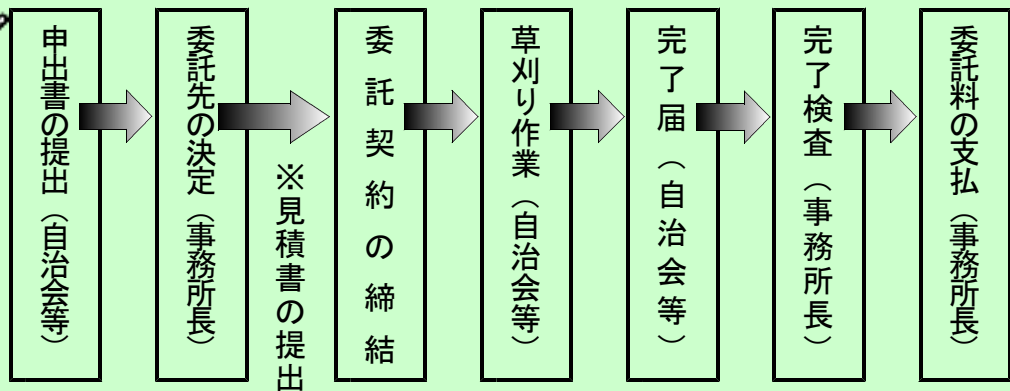 申出書の提出（自治会等）
委託先の決定（事務所長）
※見積書の提出
委託契約の締結
草刈り作業（自治会等）
完了届（自治会等）
完了検査（事務所長）
委託料の支払（事務所長）